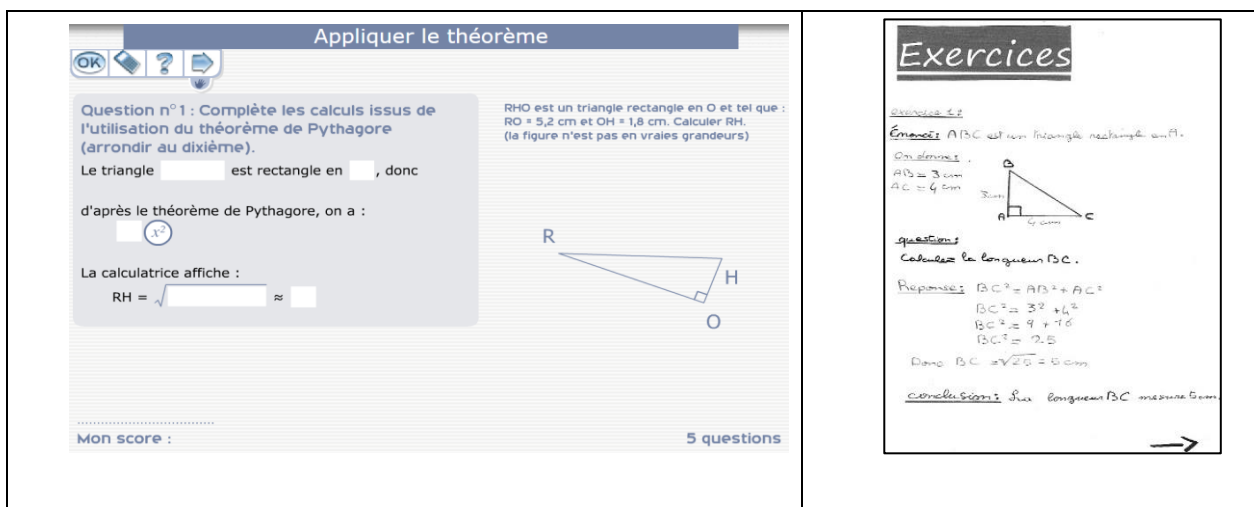 Appliquer le théorème
OK
Question n°1 : Complète les calculs issus de
l'utilisation du théorème de Pythagore
(arrondir au dixième).
Le triangle est rectangle en , donc
d'après le théorème de Pythagore, on a :
x²
La calculatrice affiche :
RH = √ ≈
RHO est un triangle rectangle en O et tel que :
RO = 5,2 cm et OH = 1,8 cm. Calculer RH.
(la figure n'est pas en vraies grandeurs)
R
H
O
Mon score :
5 questions
Exercices
exercice 1:
Énoncé: ABC est un triangle rectangle en A.
On donne:
AB = 3 cm
AC = 4 cm
B
3cm
A
C
4 cm
question:
Calculez la longueur BC.
Reponse: BC² = AB² + AC²
BC² = 3² + 4²
BC² = 9 + 16
BC² = 25
Donc BC = √25 = 5 cm
conclusion: La longueur BC mesure 5 cm.